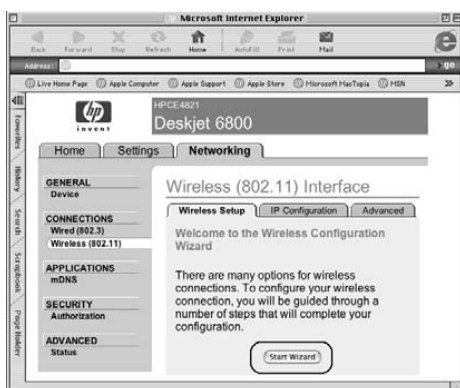 Microsoft Internet Explorer
Back Forward Stop Refresh Home AutoFill Print Mail
Address:
go
Live Home Page Apple Computer Apple Support Apple Store Microsoft MacTopia MSN
Favorites
History
Search
Scrapbook
Page Holder
hp
invent
HPCE4821
Deskjet 6800
Home Settings Networking
GENERAL
Device
CONNECTIONS
Wired (802.3)
Wireless (802.11)
APPLICATIONS
mDNS
SECURITY
Authorization
ADVANCED
Status
Wireless (802.11) Interface
Wireless Setup IP Configuration Advanced
Welcome to the Wireless Configuration
Wizard
There are many options for wireless
connections. To configure your wireless
connection, you will be guided through a
number of steps that will complete your
configuration.
Start Wizard